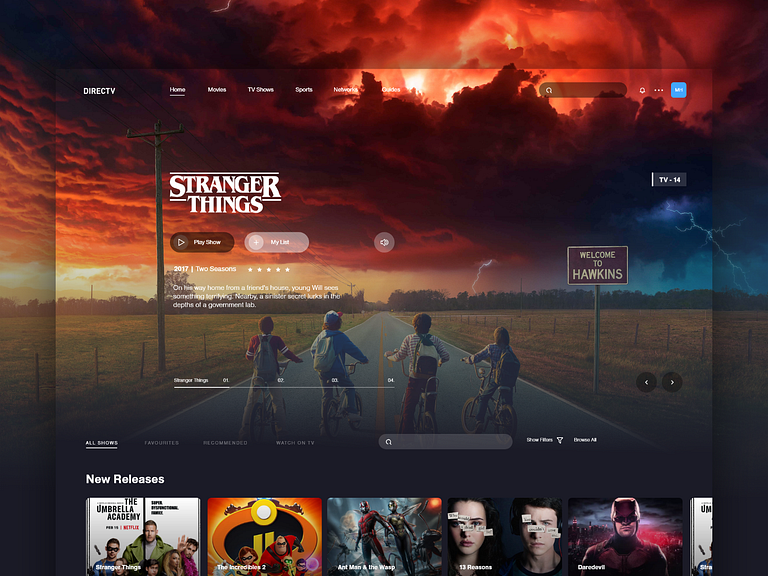 DIRECTV
Home Movies TV Shows Sports Networks Guides
MH
STRANGER
THINGS
TV - 14
Play Show
My List
WELCOME
TO
HAWKINS
2017 | Two Seasons
On his way home from a friend's house, young Will sees
something terrifying. Nearby, a sinister secret lurks in the
depths of a government lab.
Stranger Things 01. 02. 03. 04.
ALL SHOWS FAVOURITES RECOMMENDED WATCH ON TV
Show Filters Browse All
New Releases
THE
UMBRELLA
ACADEMY
SUPER.
DYSFUNCTIONAL.
FAMILY.
FEB 15 | NETFLIX
Stranger Things
The Incredibles 2
Ant Man & the Wasp
13 Reasons
Daredevil
Stran